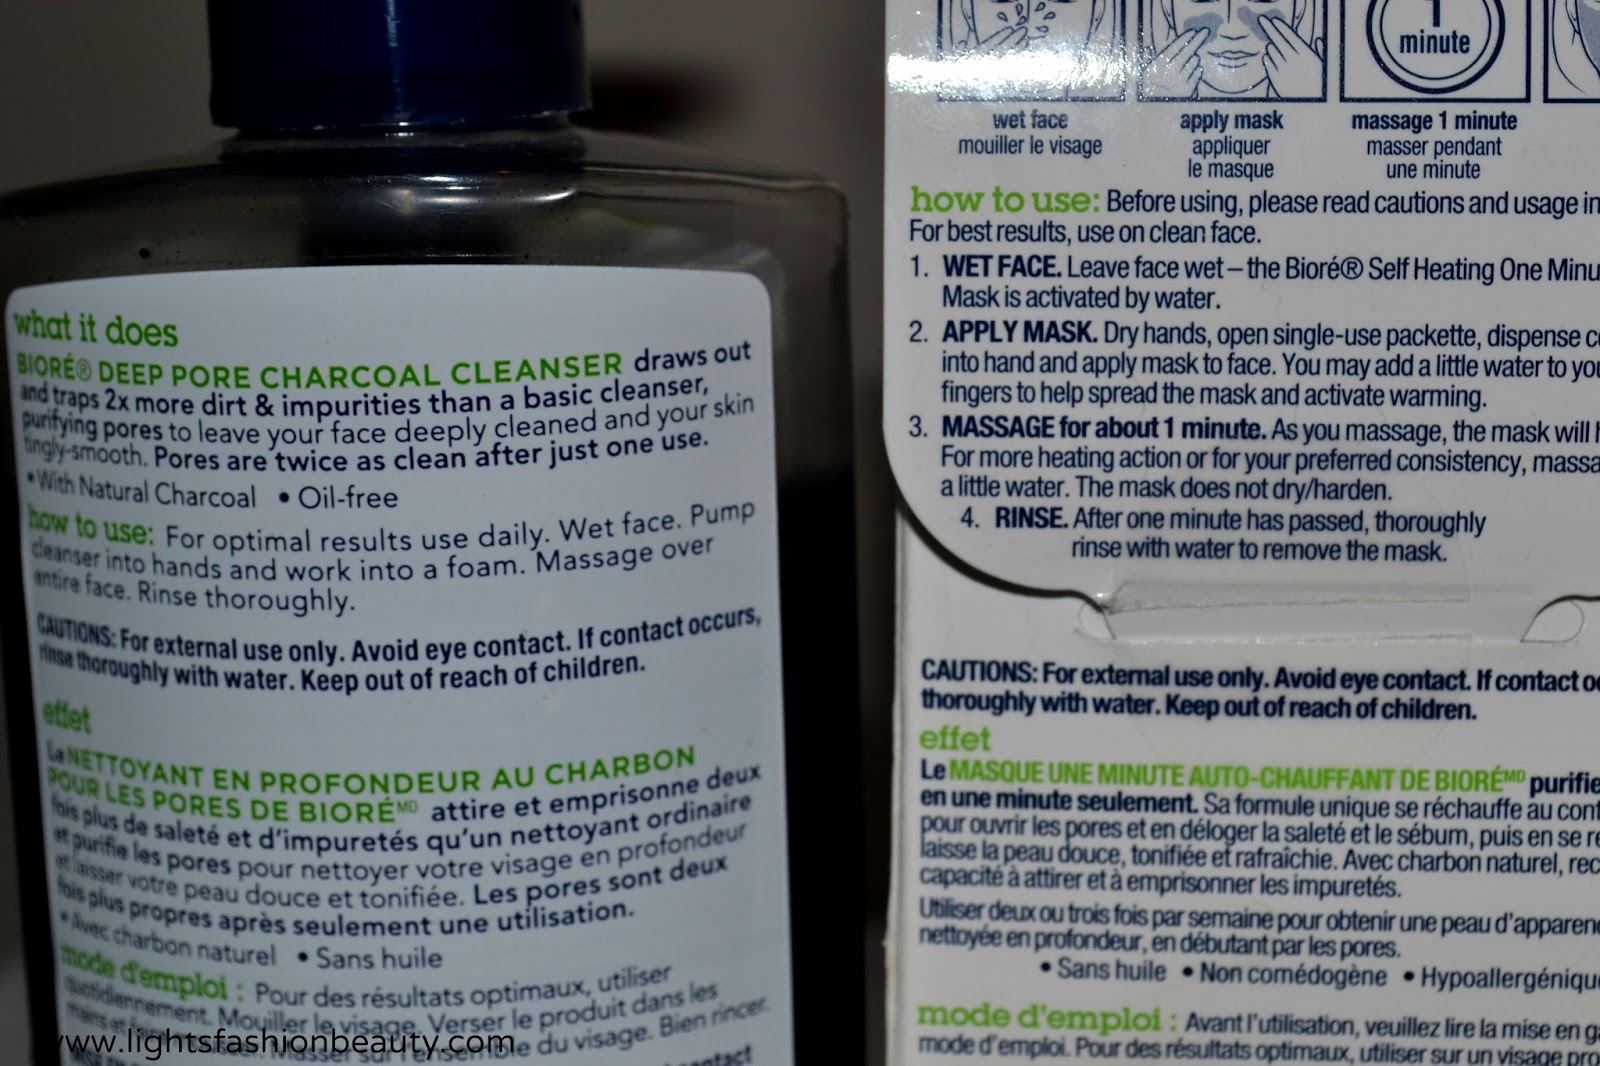 what it does
BIORÉ® DEEP PORE CHARCOAL CLEANSER draws out
and traps 2x more dirt & impurities than a basic cleanser,
purifying pores to leave your face deeply cleaned and your skin
tingly-smooth. Pores are twice as clean after just one use.
• With Natural Charcoal • Oil-free
how to use: For optimal results use daily. Wet face. Pump
cleanser into hands and work into a foam. Massage over
entire face. Rinse thoroughly.
CAUTIONS: For external use only. Avoid eye contact. If contact occurs,
rinse thoroughly with water. Keep out of reach of children.
effet
Le NETTOYANT EN PROFONDEUR AU CHARBON
POUR LES PORES DE BIORÉMD attire et emprisonne deux
fois plus de saleté et d'impuretés qu'un nettoyant ordinaire
et purifie les pores pour nettoyer votre visage en profondeur
et laisser votre peau douce et tonifiée. Les pores sont deux
fois plus propres après seulement une utilisation.
• Avec charbon naturel • Sans huile
mode d'emploi : Pour des résultats optimaux, utiliser
quotidiennement. Mouiller le visage. Verser le produit dans les
mains et Masser sur l'ensemble du visage. Bien rincer.
contact
www.lightsfashionbeauty.com
1
minute
wet face
mouiller le visage
apply mask
appliquer
le masque
massage 1 minute
masser pendant
une minute
how to use: Before using, please read cautions and usage in
For best results, use on clean face.
1. WET FACE. Leave face wet – the Bioré® Self Heating One Minu
Mask is activated by water.
2. APPLY MASK. Dry hands, open single-use packette, dispense c
into hand and apply mask to face. You may add a little water to yo
fingers to help spread the mask and activate warming.
3. MASSAGE for about 1 minute. As you massage, the mask will h
For more heating action or for your preferred consistency, massa
a little water. The mask does not dry/harden.
4. RINSE. After one minute has passed, thoroughly
rinse with water to remove the mask.
CAUTIONS: For external use only. Avoid eye contact. If contact oc
thoroughly with water. Keep out of reach of children.
effet
Le MASQUE UNE MINUTE AUTO-CHAUFFANT DE BIORÉMD purifie
en une minute seulement. Sa formule unique se réchauffe au cont
pour ouvrir les pores et en déloger la saleté et le sébum, puis en se re
laisse la peau douce, tonifiée et rafraîchie. Avec charbon naturel, rec
capacité à attirer et à emprisonner les impuretés.
Utiliser deux ou trois fois par semaine pour obtenir une peau d'apparen
nettoyée en profondeur, en débutant par les pores.
• Sans huile • Non comédogène • Hypoallergénique
mode d'emploi : Avant l'utilisation, veuillez lire la mise en ga
mode d'emploi. Pour des résultats optimaux, utiliser sur un visage pro